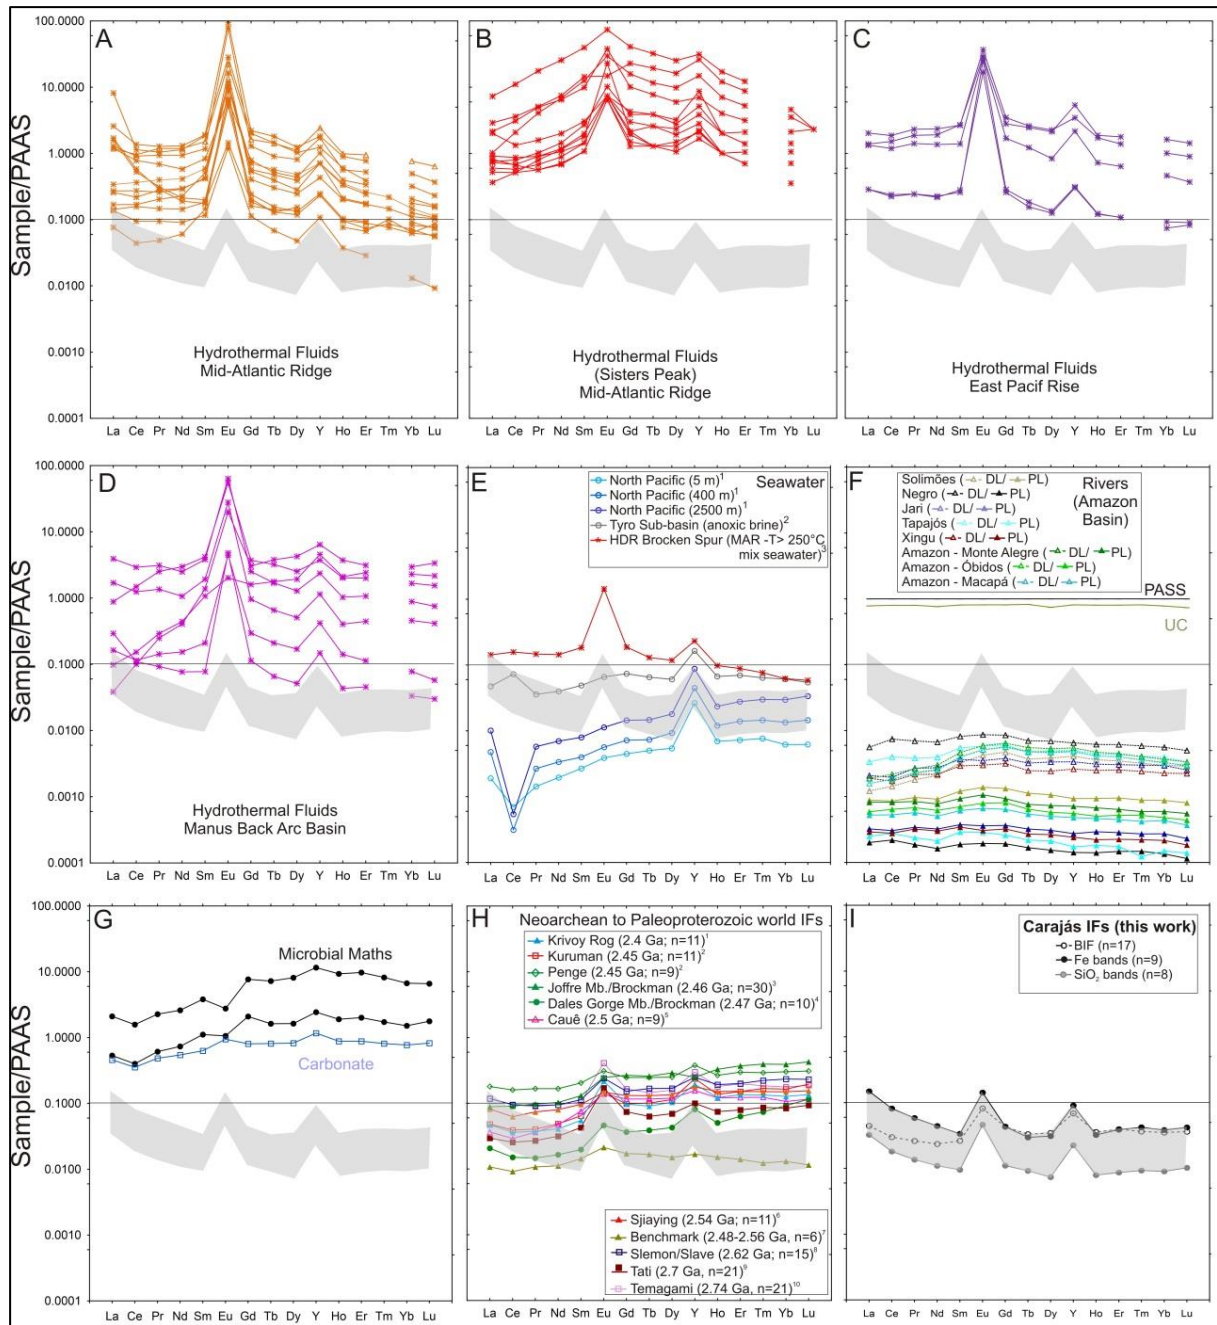 A
B
C
Sample/PAAS
100.0000
10.0000
1.0000
0.1000
0.0100
0.0010
0.0001
Hydrothermal Fluids
Mid-Atlantic Ridge
Hydrothermal Fluids
(Sisters Peak)
Mid-Atlantic Ridge
Hydrothermal Fluids
East Pacif Rise
La Ce Pr Nd Sm Eu Gd Tb Dy Y Ho Er Tm Yb Lu
La Ce Pr Nd Sm Eu Gd Tb Dy Y Ho Er Tm Yb Lu
La Ce Pr Nd Sm Eu Gd Tb Dy Y Ho Er Tm Yb Lu
D
E
F
Sample/PAAS
100.0000
10.0000
1.0000
0.1000
0.0100
0.0010
0.0001
Hydrothermal Fluids
Manus Back Arc Basin
North Pacific (5 m)1
North Pacific (400 m)1
North Pacific (2500 m)1
Tyro Sub-basin (anoxic brine)2
HDR Brocken Spur (MAR -T> 250°C
mix seawater)3
Seawater
Solimões ( DL/ PL)
Negro ( DL/ PL)
Jari ( DL/ PL)
Tapajós ( DL/ PL)
Xingu ( DL/ PL)
Amazon - Monte Alegre ( DL/ PL)
Amazon - Óbidos ( DL/ PL)
Amazon - Macapá ( DL/ PL)
Rivers
(Amazon
Basin)
PASS
UC
La Ce Pr Nd Sm Eu Gd Tb Dy Y Ho Er Tm Yb Lu
La Ce Pr Nd Sm Eu Gd Tb Dy Y Ho Er Tm Yb Lu
La Ce Pr Nd Sm Eu Gd Tb Dy Y Ho Er Tm Yb Lu
G
H
I
Sample/PAAS
100.0000
10.0000
1.0000
0.1000
0.0100
0.0010
0.0001
Microbial Maths
Carbonate
Neoarchean to Paleoproterozoic world IFs
Krivoy Rog (2.4 Ga; n=11)1
Kuruman (2.45 Ga; n=11)2
Penge (2.45 Ga; n=9)2
Joffre Mb./Brockman (2.46 Ga; n=30)3
Dales Gorge Mb./Brockman (2.47 Ga; n=10)4
Cauê (2.5 Ga; n=9)5
Sjiaying (2.54 Ga; n=11)6
Benchmark (2.48-2.56 Ga, n=6)7
Slemon/Slave (2.62 Ga; n=15)8
Tati (2.7 Ga, n=21)9
Temagami (2.74 Ga, n=21)10
Carajás IFs (this work)
BIF (n=17)
Fe bands (n=9)
SiO2 bands (n=8)
La Ce Pr Nd Sm Eu Gd Tb Dy Y Ho Er Tm Yb Lu
La Ce Pr Nd Sm Eu Gd Tb Dy Y Ho Er Tm Yb Lu
La Ce Pr Nd Sm Eu Gd Tb Dy Y Ho Er Tm Yb Lu